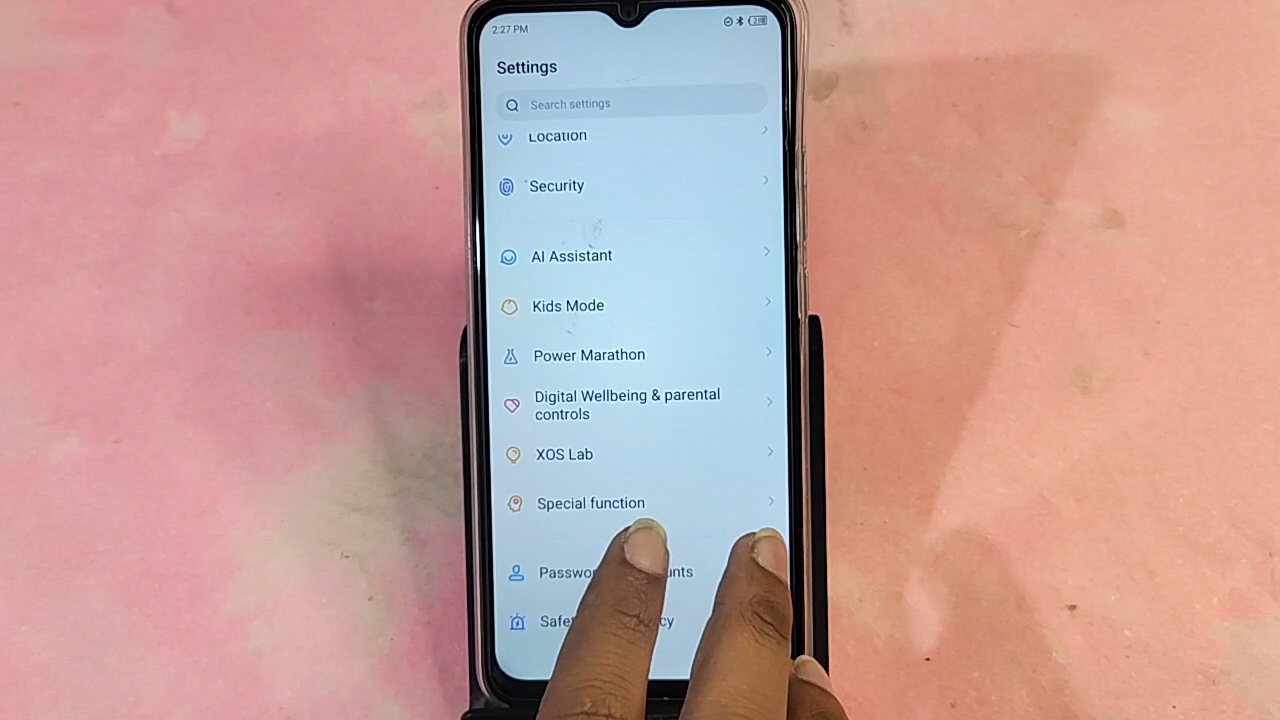 2:27 PM
Settings
Search settings
Location
Security
AI Assistant
Kids Mode
Power Marathon
Digital Wellbeing & parental
controls
XOS Lab
Special function